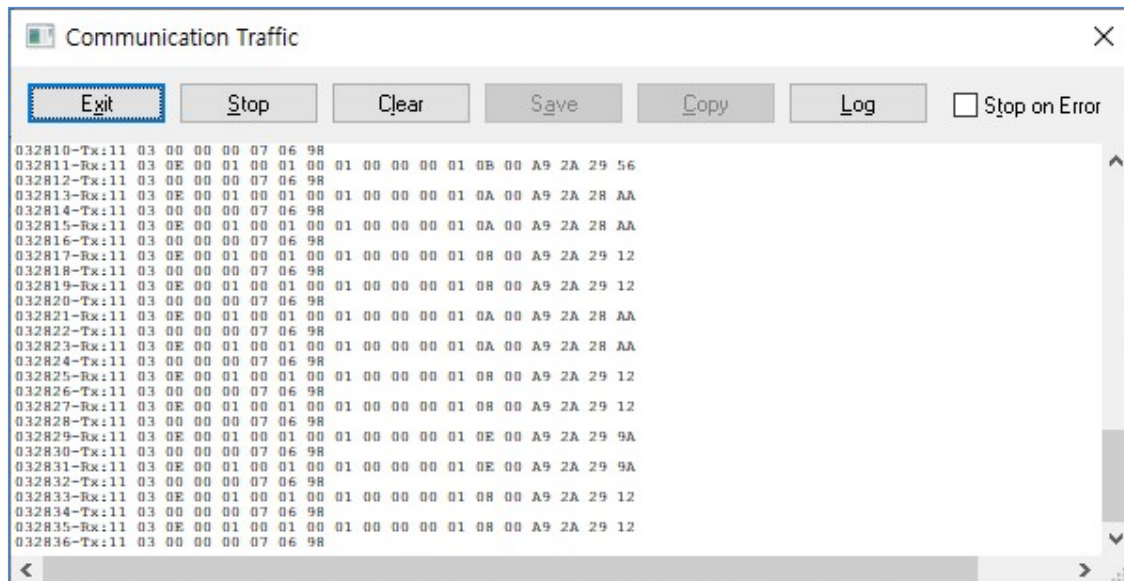 Communication Traffic
Exit Stop Clear Save Copy Log Stop on Error
032810-Tx:11 03 00 00 00 07 06 98
032811-Rx:11 03 0E 00 01 00 01 00 01 00 00 00 01 0B 00 A9 2A 29 56
032812-Tx:11 03 00 00 00 07 06 98
032813-Rx:11 03 0E 00 01 00 01 00 01 00 00 00 01 0A 00 A9 2A 28 AA
032814-Tx:11 03 00 00 00 07 06 98
032815-Rx:11 03 0E 00 01 00 01 00 01 00 00 00 01 0A 00 A9 2A 28 AA
032816-Tx:11 03 00 00 00 07 06 98
032817-Rx:11 03 0E 00 01 00 01 00 01 00 00 00 01 08 00 A9 2A 29 12
032818-Tx:11 03 00 00 00 07 06 98
032819-Rx:11 03 0E 00 01 00 01 00 01 00 00 00 01 08 00 A9 2A 29 12
032820-Tx:11 03 00 00 00 07 06 98
032821-Rx:11 03 0E 00 01 00 01 00 01 00 00 00 01 0A 00 A9 2A 28 AA
032822-Tx:11 03 00 00 00 07 06 98
032823-Rx:11 03 0E 00 01 00 01 00 01 00 00 00 01 0A 00 A9 2A 28 AA
032824-Tx:11 03 00 00 00 07 06 98
032825-Rx:11 03 0E 00 01 00 01 00 01 00 00 00 01 08 00 A9 2A 29 12
032826-Tx:11 03 00 00 00 07 06 98
032827-Rx:11 03 0E 00 01 00 01 00 01 00 00 00 01 08 00 A9 2A 29 12
032828-Tx:11 03 00 00 00 07 06 98
032829-Rx:11 03 0E 00 01 00 01 00 01 00 00 00 01 0E 00 A9 2A 29 9A
032830-Tx:11 03 00 00 00 07 06 98
032831-Rx:11 03 0E 00 01 00 01 00 01 00 00 00 01 0E 00 A9 2A 29 9A
032832-Tx:11 03 00 00 00 07 06 98
032833-Rx:11 03 0E 00 01 00 01 00 01 00 00 00 01 08 00 A9 2A 29 12
032834-Tx:11 03 00 00 00 07 06 98
032835-Rx:11 03 0E 00 01 00 01 00 01 00 00 00 01 08 00 A9 2A 29 12
032836-Tx:11 03 00 00 00 07 06 98